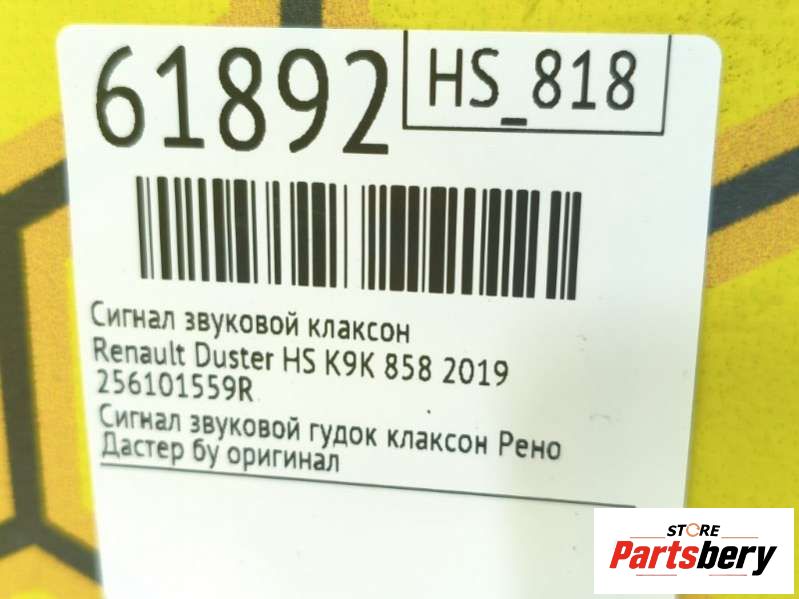 61892
HS_818
Сигнал звуковой клаксон
Renault Duster HS K9K 858 2019
256101559R
Сигнал звуковой гудок клаксон Рено
Дастер бу оригинал
STORE
Partsbery